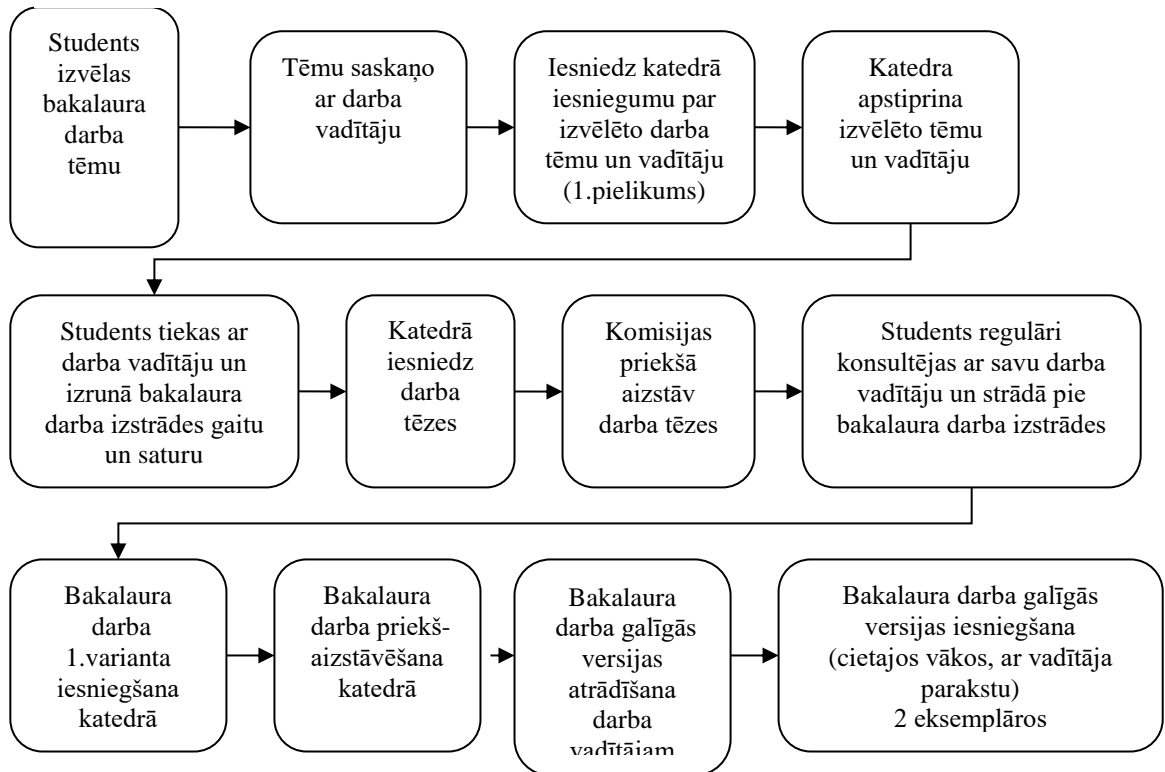 Students
izvēlas
bakalaura
darba
tēmu
Tēmu saskaņo
ar darba
vadītāju
Iesniedz katedrā
iesniegumu par
izvēlēto darba
tēmu un vadītāju
(1.pielikums)
Katedra
apstiprina
izvēlēto tēmu
un vadītāju
Students tiekas ar
darba vadītāju un
izrunā bakalaura
darba izstrādes gaitu
un saturu
Katedrā
iesniedz
darba
tēzes
Komisijas
priekšā
aizstāv
darba tēzes
Students regulāri
konsultējas ar savu darba
vadītāju un strādā pie
bakalaura darba izstrādes
Bakalaura
darba
1.varianta
iesniegšana
katedrā
Bakalaura
darba priekš-
aizstāvēšana
katedrā
Bakalaura
darba galīgās
versijas
atrādīšana
darba
vadītājam
Bakalaura darba galīgās
versijas iesniegšana
(cietajos vākos, ar vadītāja
parakstu)
2 eksemplāros